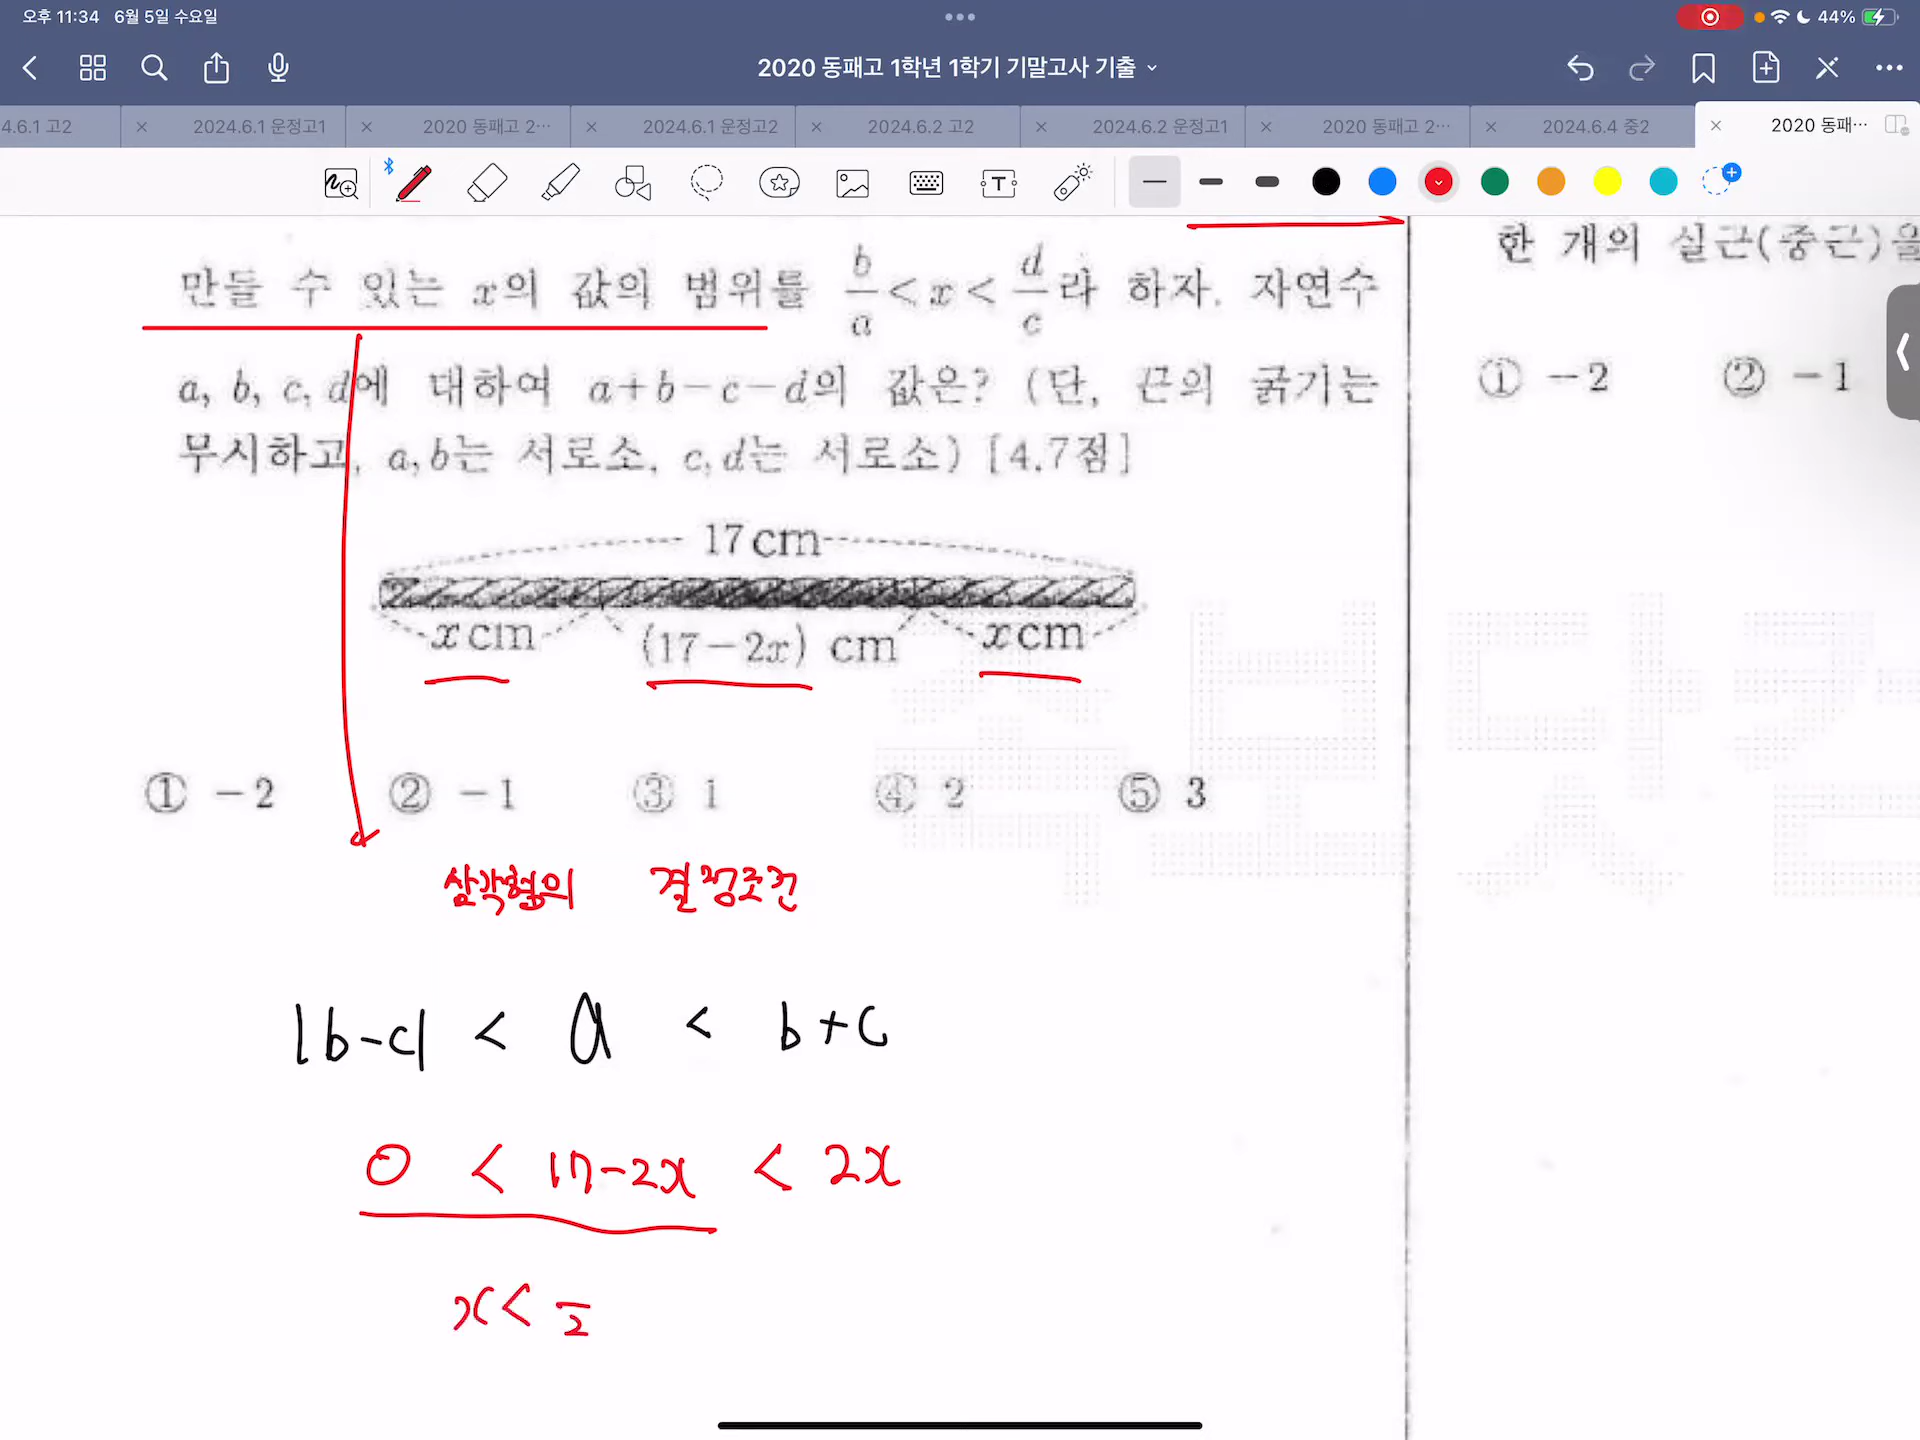 오후 11:34 6월 5일 수요일
44%
2020 동패고 1학년 1학기 기말고사 기출
4.6.1 고2
2024.6.1 운정고1
2020 동패고 2⋯
2024.6.1 운정고2
2024.6.2 고2
2024.6.2 운정고1
2020 동패고 2⋯
2024.6.4 중2
2020 동패⋯
만들 수 있는 x의 값의 범위를 b/a < x < d/c라 하자. 자연수
a, b, c, d에 대하여 a+b-c-d의 값은? (단, 끈의 굵기는
무시하고, a, b는 서로소, c, d는 서로소) [4.7점]
17cm
x cm (17-2x) cm x cm
① -2 ② -1 ③ 1 ④ 2 ⑤ 3
삼각형의 결정조건
|b-c| < a < b+c
0 < 17-2x < 2x
x < /2
한 개의 실근(중근)을
① -2 ② -1